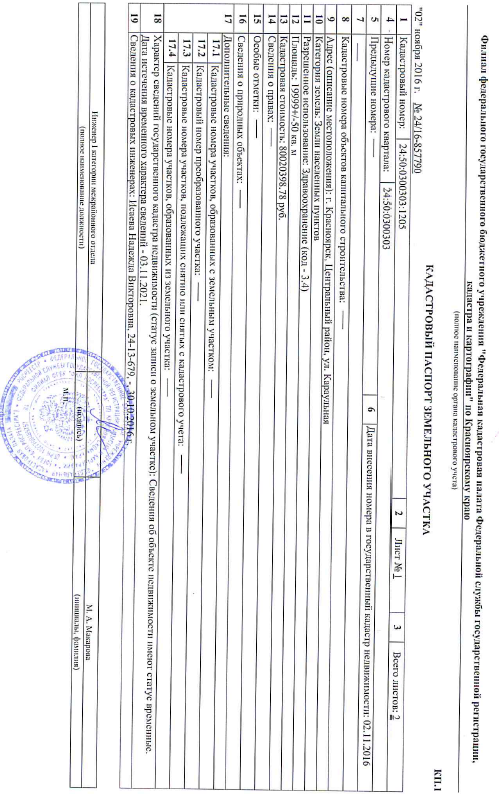 Филиал федерального государственного бюджетного учреждения "Федеральная кадастровая палата Федеральной службы государственной регистрации,
кадастра и картографии" по Красноярскому краю
(полное наименование органа кадастрового учета)
КП.1
КАДАСТРОВЫЙ ПАСПОРТ ЗЕМЕЛЬНОГО УЧАСТКА
"02" ноября 2016 г. № 24/16-857790
1 Кадастровый номер: 24:50:0300303:1205 2 Лист № 1 3 Всего листов: 2
4 Номер кадастрового квартала: 24:50:0300303
5 Предыдущие номера: —— 6 Дата внесения номера в государственный кадастр недвижимости: 02.11.2016
7 ——
8 Кадастровые номера объектов капитального строительства: ——
9 Адрес (описание местоположения): г. Красноярск, Центральный район, ул. Караульная
10 Категория земель: Земли населенных пунктов
11 Разрешенное использование: Здравоохранение (код - 3.4)
12 Площадь: 19999+/-50 кв. м
13 Кадастровая стоимость: 80020398.78 руб.
14 Сведения о правах: ——
15 Особые отметки: ——
16 Сведения о природных объектах: ——
17 Дополнительные сведения:
17.1 Кадастровые номера участков, образованных с земельным участком: ——
17.2 Кадастровый номер преобразованного участка: ——
17.3 Кадастровые номера участков, подлежащих снятию или снятых с кадастрового учета: ——
17.4 Кадастровые номера участков, образованных из земельного участка: ——
18 Характер сведений государственного кадастра недвижимости (статус записи о земельном участке): Сведения об объекте недвижимости имеют статус временные.
Дата истечения временного характера сведений - 03.11.2021.
19 Сведения о кадастровых инженерах: Исаева Надежда Викторовна, 24-13-679, -, 30.10.2016 г.
Инженер I категории межрайонного отдела М. А. Макарова
(полное наименование должности) (подпись) (инициалы, фамилия)
М.П.